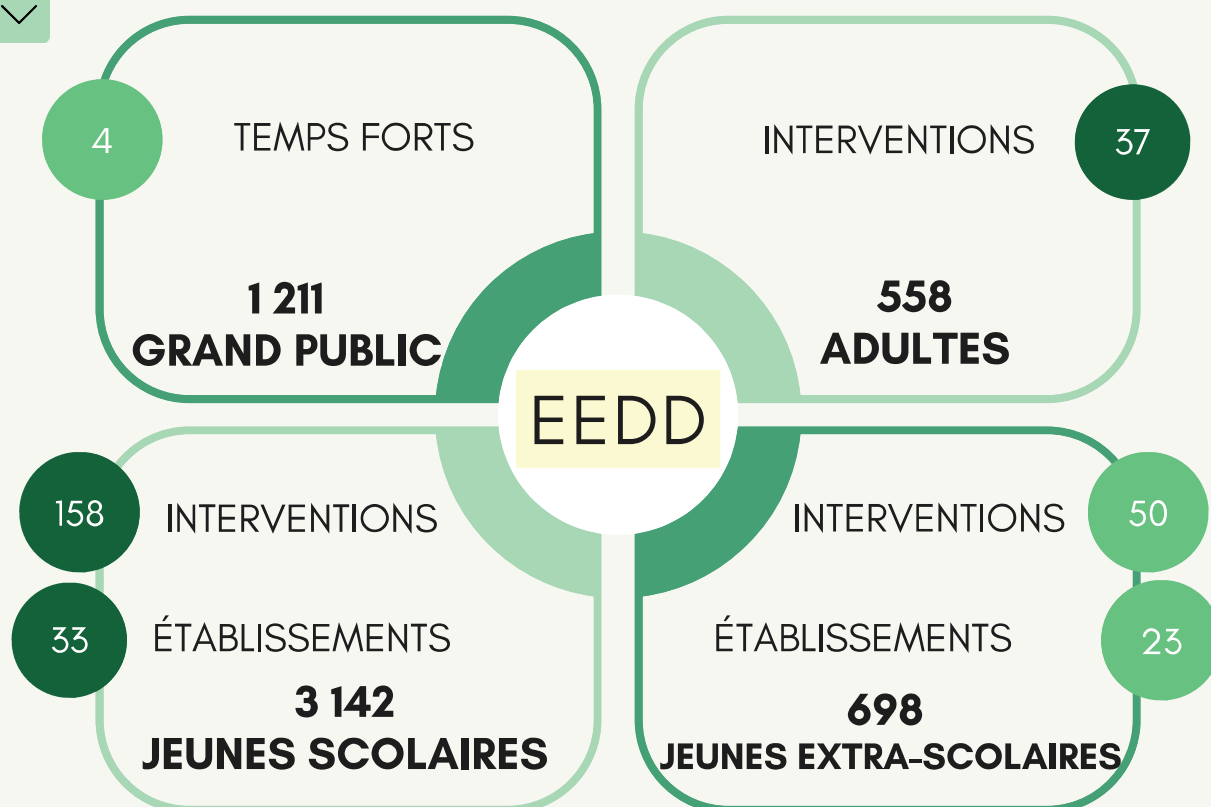 4
TEMPS FORTS
1 211
GRAND PUBLIC
INTERVENTIONS
37
558
ADULTES
EEDD
158
INTERVENTIONS
33
ÉTABLISSEMENTS
3 142
JEUNES SCOLAIRES
INTERVENTIONS
50
ÉTABLISSEMENTS
23
698
JEUNES EXTRA-SCOLAIRES